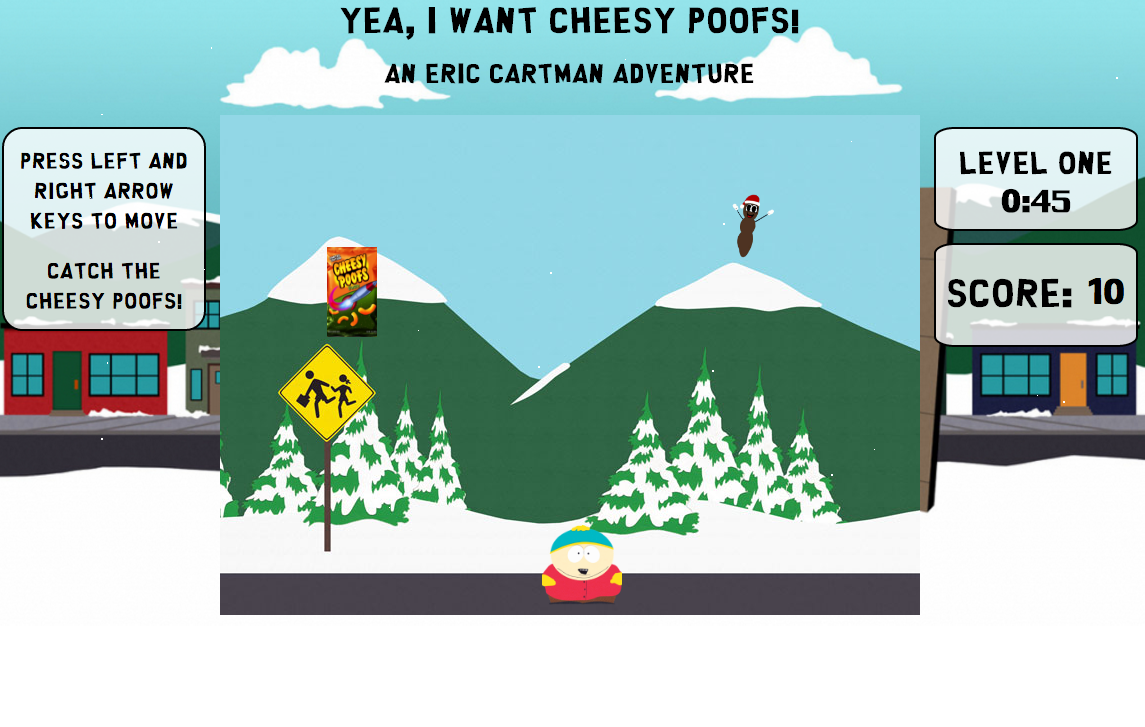 YEA, I WANT CHEESY POOFS!
AN ERIC CARTMAN ADVENTURE
PRESS LEFT AND
RIGHT ARROW
KEYS TO MOVE
CATCH THE
CHEESY POOFS!
CHEESY
POOFS
LEVEL ONE
0:45
SCORE: 10